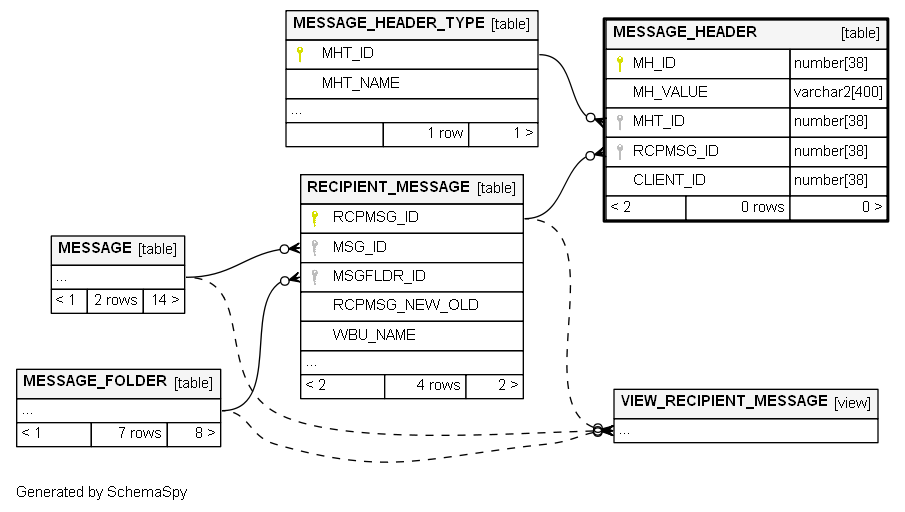 MESSAGE_HEADER_TYPE [table]
MHT_ID
MHT_NAME
...
1 row 1 >
MESSAGE_HEADER [table]
MH_ID number[38]
MH_VALUE varchar2[400]
MHT_ID number[38]
RCPMSG_ID number[38]
CLIENT_ID number[38]
< 2 0 rows 0 >
RECIPIENT_MESSAGE [table]
RCPMSG_ID
MSG_ID
MSGFLDR_ID
RCPMSG_NEW_OLD
WBU_NAME
...
< 2 4 rows 2 >
MESSAGE [table]
...
< 1 2 rows 14 >
MESSAGE_FOLDER [table]
...
< 1 7 rows 8 >
VIEW_RECIPIENT_MESSAGE [view]
...
Generated by SchemaSpy